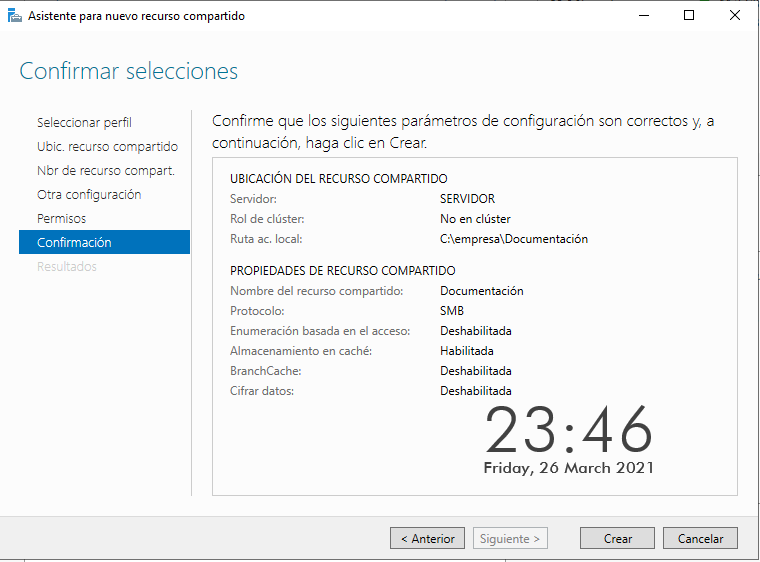 Asistente para nuevo recurso compartido
Confirmar selecciones
Seleccionar perfil
Ubic. recurso compartido
Nbr de recurso compart.
Otra configuración
Permisos
Confirmación
Resultados
Confirme que los siguientes parámetros de configuración son correctos y, a
continuación, haga clic en Crear.
UBICACIÓN DEL RECURSO COMPARTIDO
Servidor: SERVIDOR
Rol de clúster: No en clúster
Ruta ac. local: C:\empresa\Documentación
PROPIEDADES DE RECURSO COMPARTIDO
Nombre del recurso compartido: Documentación
Protocolo: SMB
Enumeración basada en el acceso: Deshabilitada
Almacenamiento en caché: Habilitada
BranchCache: Deshabilitada
Cifrar datos: Deshabilitada
23:46
Friday, 26 March 2021
< Anterior Siguiente > Crear Cancelar